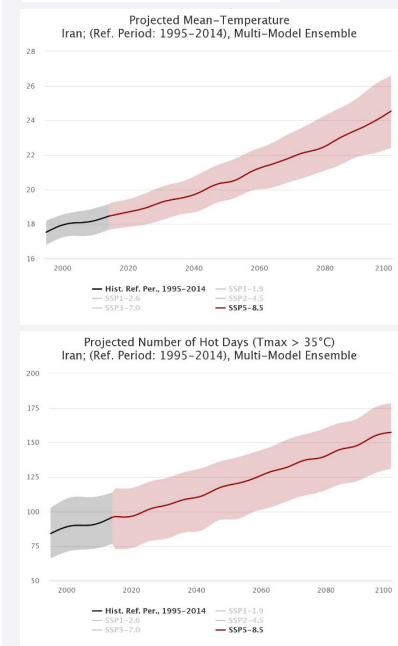 Projected Mean-Temperature
Iran; (Ref. Period: 1995-2014), Multi-Model Ensemble
28
26
24
22
20
18
16
2000 2020 2040 2060 2080 2100
Hist. Ref. Per., 1995-2014 SSP1-1.9
SSP1-2.6 SSP2-4.5
SSP3-7.0 SSP5-8.5
Projected Number of Hot Days (Tmax > 35°C)
Iran; (Ref. Period: 1995-2014), Multi-Model Ensemble
200
175
150
125
100
75
50
2000 2020 2040 2060 2080 2100
Hist. Ref. Per., 1995-2014 SSP1-1.9
SSP1-2.6 SSP2-4.5
SSP3-7.0 SSP5-8.5